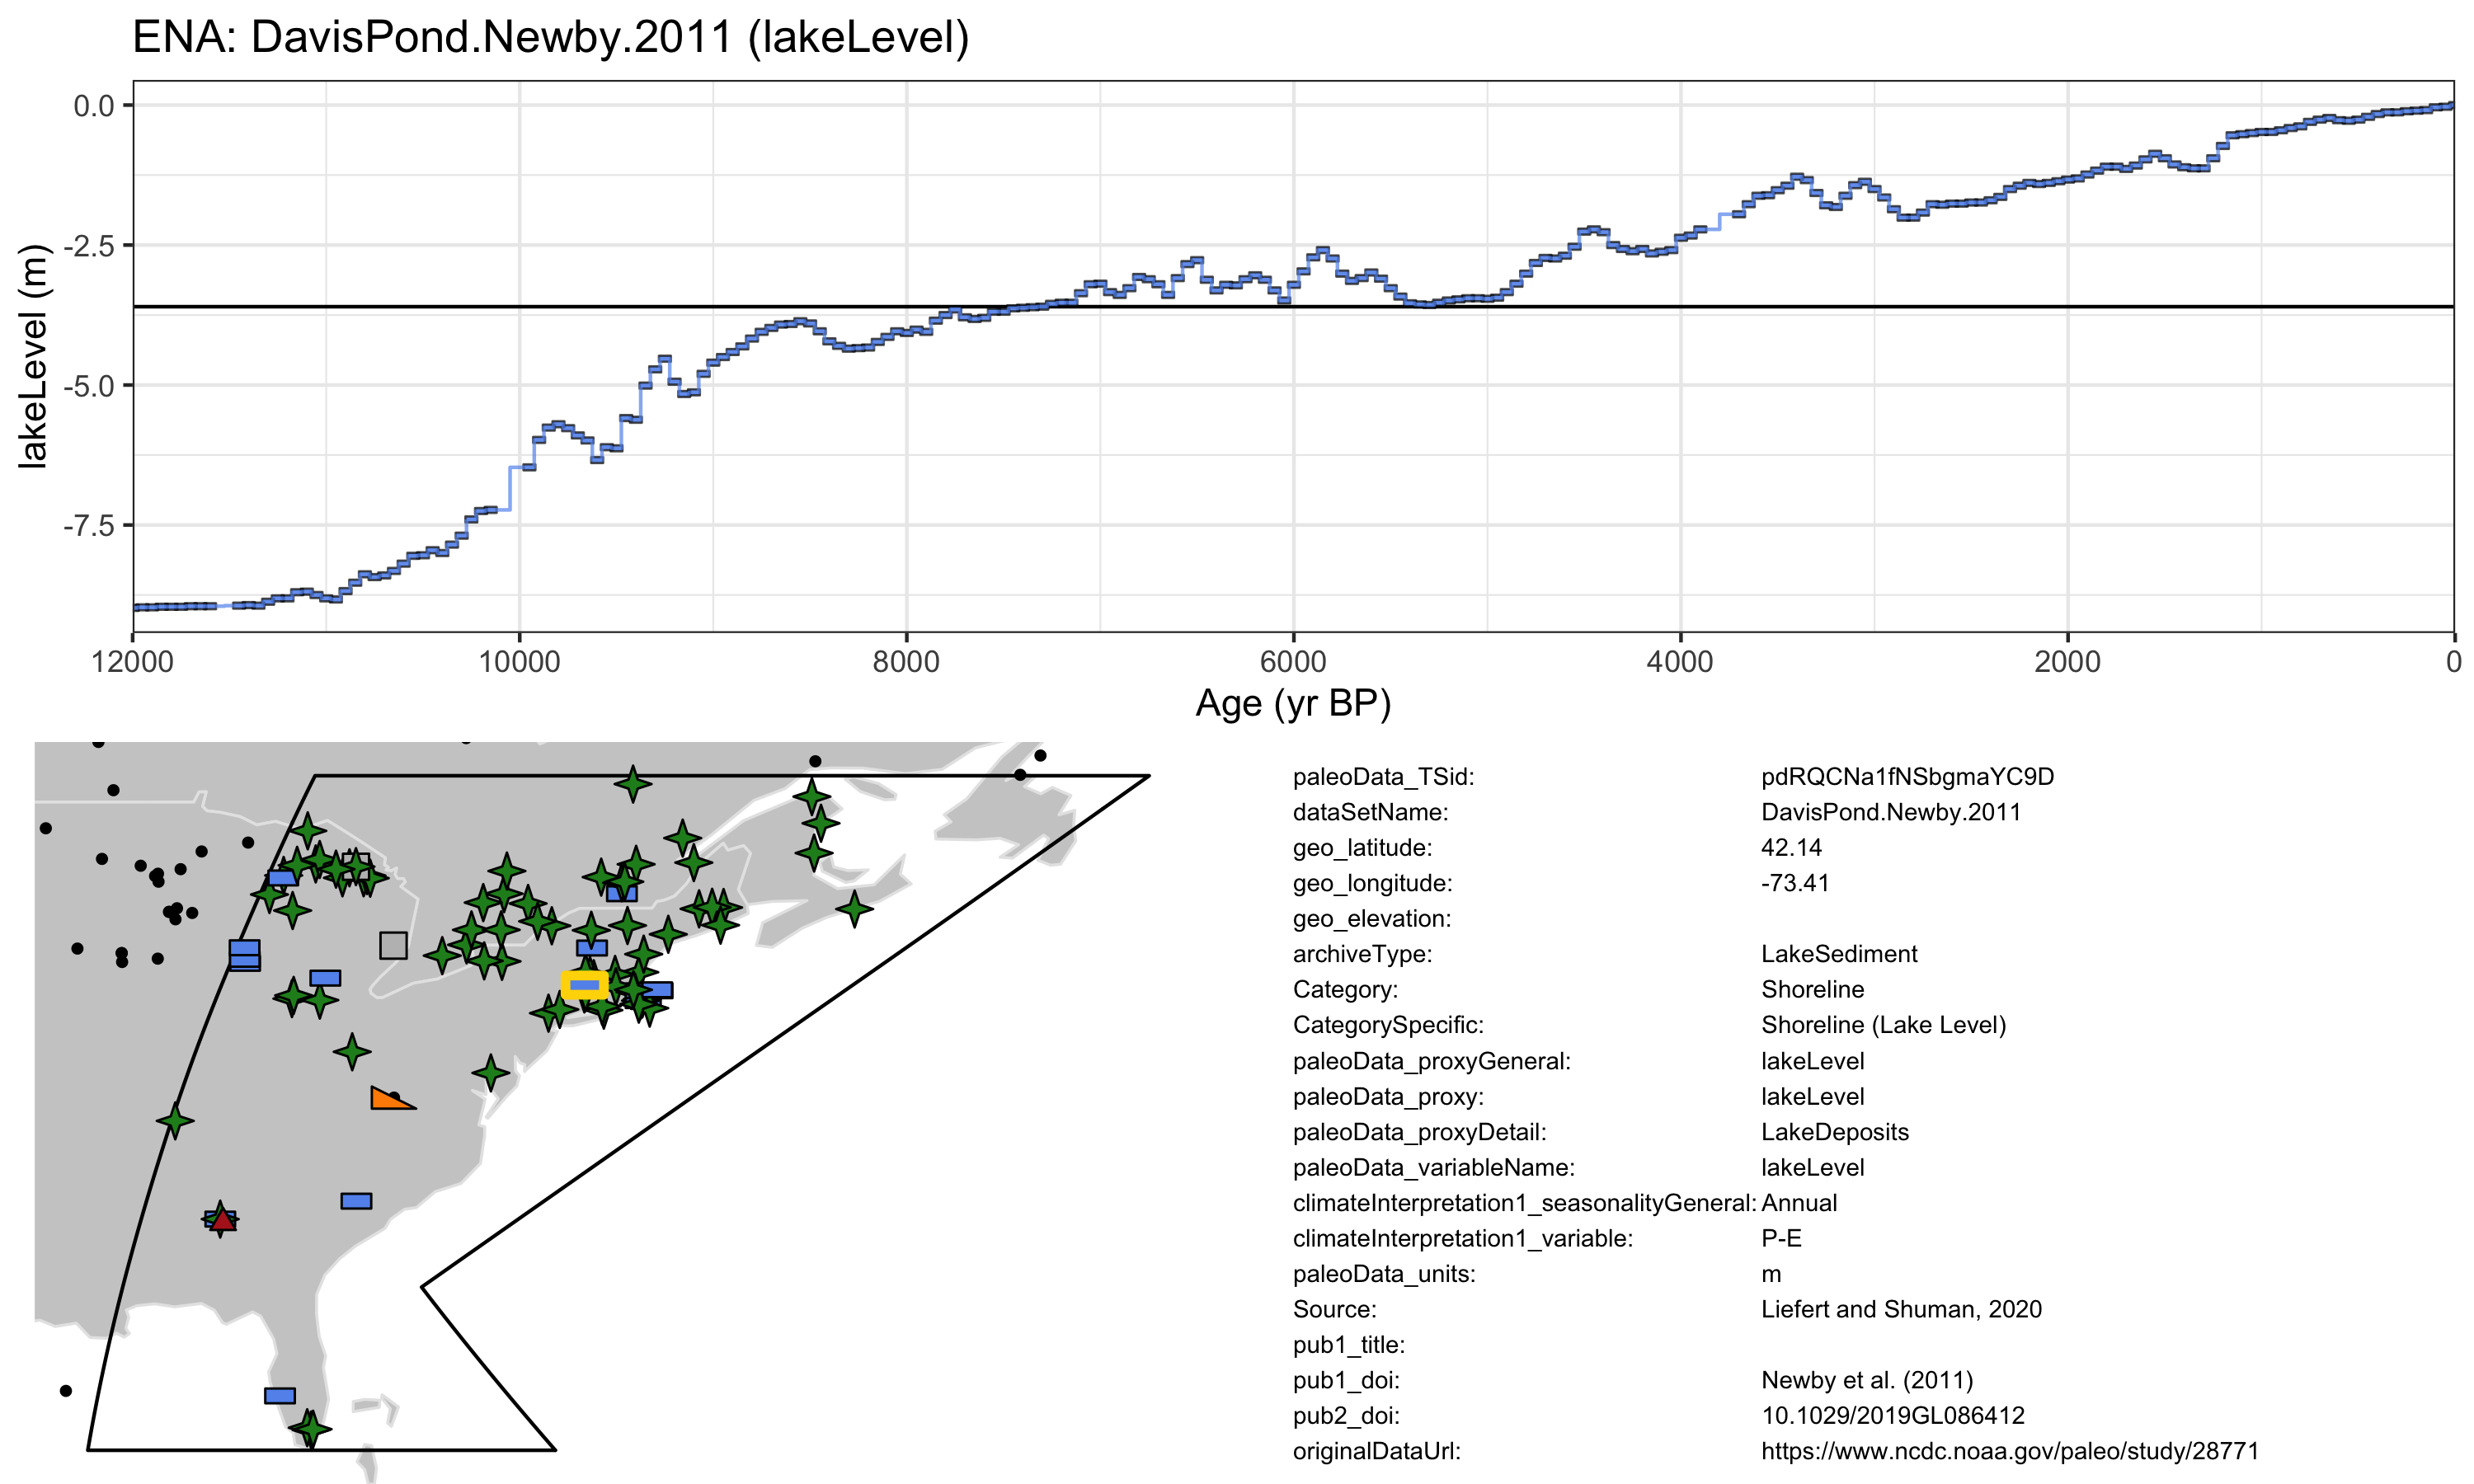 ENA: DavisPond.Newby.2011 (lakeLevel)
lakeLevel (m)
0.0
-2.5
-5.0
-7.5
12000 10000 8000 6000 4000 2000 0
Age (yr BP)
paleoData_TSid: pdRQCNa1fNSbgmaYC9D
dataSetName: DavisPond.Newby.2011
geo_latitude: 42.14
geo_longitude: -73.41
geo_elevation:
archiveType: LakeSediment
Category: Shoreline
CategorySpecific: Shoreline (Lake Level)
paleoData_proxyGeneral: lakeLevel
paleoData_proxy: lakeLevel
paleoData_proxyDetail: LakeDeposits
paleoData_variableName: lakeLevel
climateInterpretation1_seasonalityGeneral: Annual
climateInterpretation1_variable: P-E
paleoData_units: m
Source: Liefert and Shuman, 2020
pub1_title:
pub1_doi: Newby et al. (2011)
pub2_doi: 10.1029/2019GL086412
originalDataUrl: https://www.ncdc.noaa.gov/paleo/study/28771